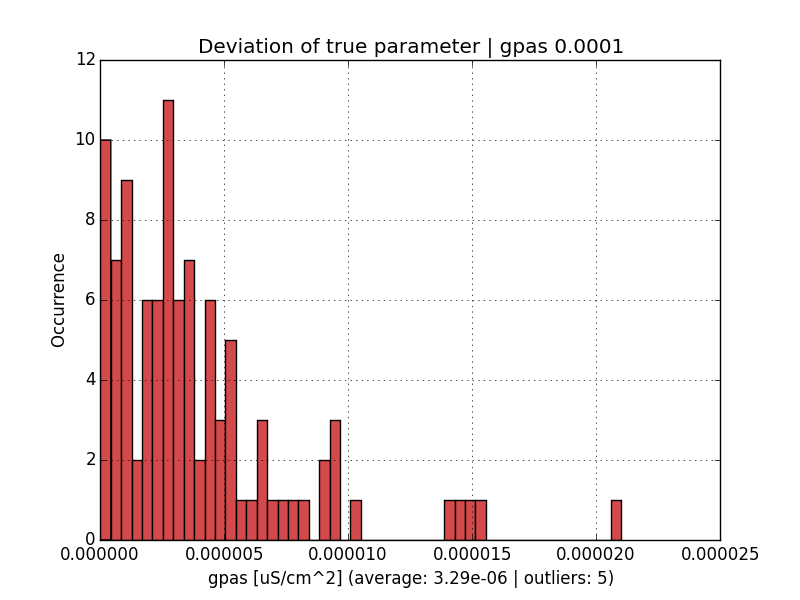 Deviation of true parameter | gpas 0.0001
12
10
8
6
4
2
0
Occurrence
0.000000 0.000005 0.000010 0.000015 0.000020 0.000025
gpas [uS/cm^2] (average: 3.29e-06 | outliers: 5)